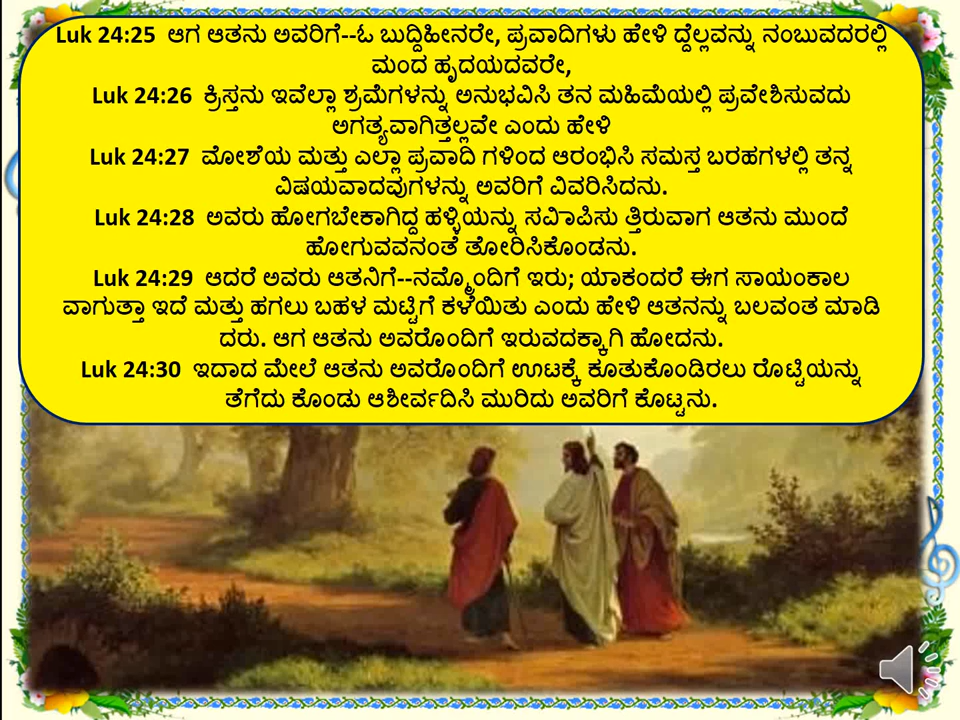 Luk 24:25 ಆಗ ಆತನು ಅವರಿಗೆ--ಓ ಬುದ್ದಿಹೀನರೇ, ಪ್ರವಾದಿಗಳು ಹೇಳಿ ದ್ದೆಲ್ಲವನ್ನು ನಂಬುವದರಲ್ಲಿ
ಮಂದ ಹೃದಯದವರೇ,
Luk 24:26 ಕ್ರಿಸ್ತನು ಇವೆಲ್ಲಾ ಶ್ರಮೆಗಳನ್ನು ಅನುಭವಿಸಿ ತನ ಮಹಿಮೆಯಲ್ಲಿ ಪ್ರವೇಶಿಸುವದು
ಅಗತ್ಯವಾಗಿತ್ತಲ್ಲವೇ ಎಂದು ಹೇಳಿ
Luk 24:27 ಮೋಶೆಯ ಮತ್ತು ಎಲ್ಲಾ ಪ್ರವಾದಿ ಗಳಿಂದ ಆರಂಭಿಸಿ ಸಮಸ್ತ ಬರಹಗಳಲ್ಲಿ ತನ್ನ
ವಿಷಯವಾದವುಗಳನ್ನು ಅವರಿಗೆ ವಿವರಿಸಿದನು.
Luk 24:28 ಅವರು ಹೋಗಬೇಕಾಗಿದ್ದ ಹಳ್ಳಿಯನ್ನು ಸವಿಾಪಿಸು ತ್ತಿರುವಾಗ ಆತನು ಮುಂದೆ
ಹೋಗುವವನಂತೆ ತೋರಿಸಿಕೊಂಡನು.
Luk 24:29 ಆದರೆ ಅವರು ಆತನಿಗೆ--ನಮ್ಮೊಂದಿಗೆ ಇರು; ಯಾಕಂದರೆ ಈಗ ಸಾಯಂಕಾಲ
ವಾಗುತ್ತಾ ಇದೆ ಮತ್ತು ಹಗಲು ಬಹಳ ಮಟ್ಟಿಗೆ ಕಳೆಯಿತು ಎಂದು ಹೇಳಿ ಆತನನ್ನು ಬಲವಂತ ಮಾಡಿ
ದರು. ಆಗ ಆತನು ಅವರೊಂದಿಗೆ ಇರುವದಕ್ಕಾಗಿ ಹೋದನು.
Luk 24:30 ಇದಾದ ಮೇಲೆ ಆತನು ಅವರೊಂದಿಗೆ ಊಟಕ್ಕೆ ಕೂತುಕೊಂಡಿರಲು ರೊಟ್ಟಿಯನ್ನು
ತೆಗೆದು ಕೊಂಡು ಆಶೀರ್ವದಿಸಿ ಮುರಿದು ಅವರಿಗೆ ಕೊಟ್ಟನು.